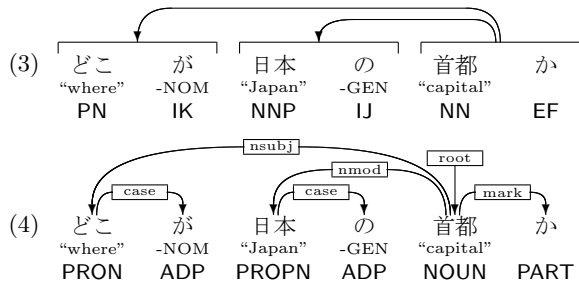 (3) どこ が 日本 の 首都 か
“where” -NOM “Japan” -GEN “capital”
PN IK NNP IJ NN EF
nsubj root
nmod
case case mark
(4) どこ が 日本 の 首都 か
“where” -NOM “Japan” -GEN “capital”
PRON ADP PROPN ADP NOUN PART